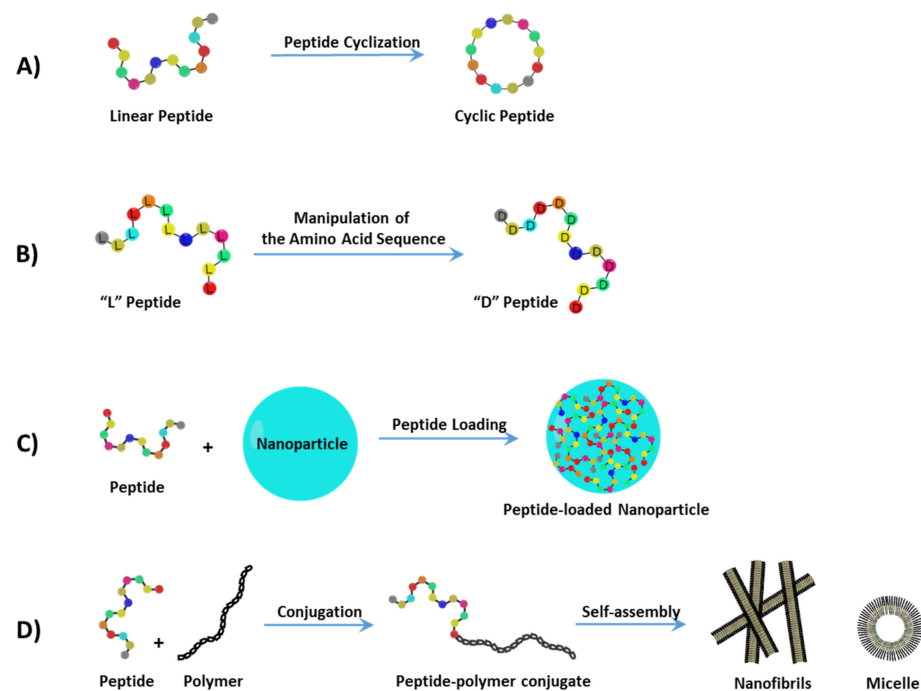 A)
Peptide Cyclization
Linear Peptide
Cyclic Peptide
B)
L L L L L L L L L L L L L
Manipulation of
the Amino Acid Sequence
D D D D D D D D D D D D
"L" Peptide
"D" Peptide
C)
Peptide
+
Nanoparticle
Peptide Loading
Peptide-loaded Nanoparticle
D)
Peptide
+
Polymer
Conjugation
Peptide-polymer conjugate
Self-assembly
Nanofibrils
Micelle